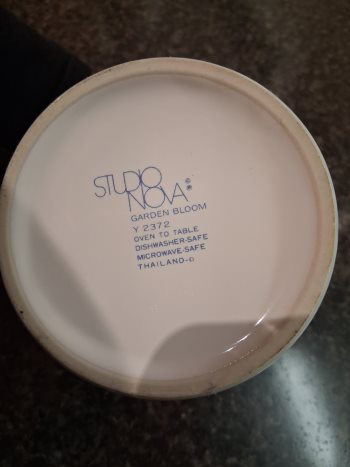 STUDIO
NOVA © ®
GARDEN BLOOM
Y 2372
OVEN TO TABLE
DISHWASHER-SAFE
MICROWAVE-SAFE
THAILAND-D